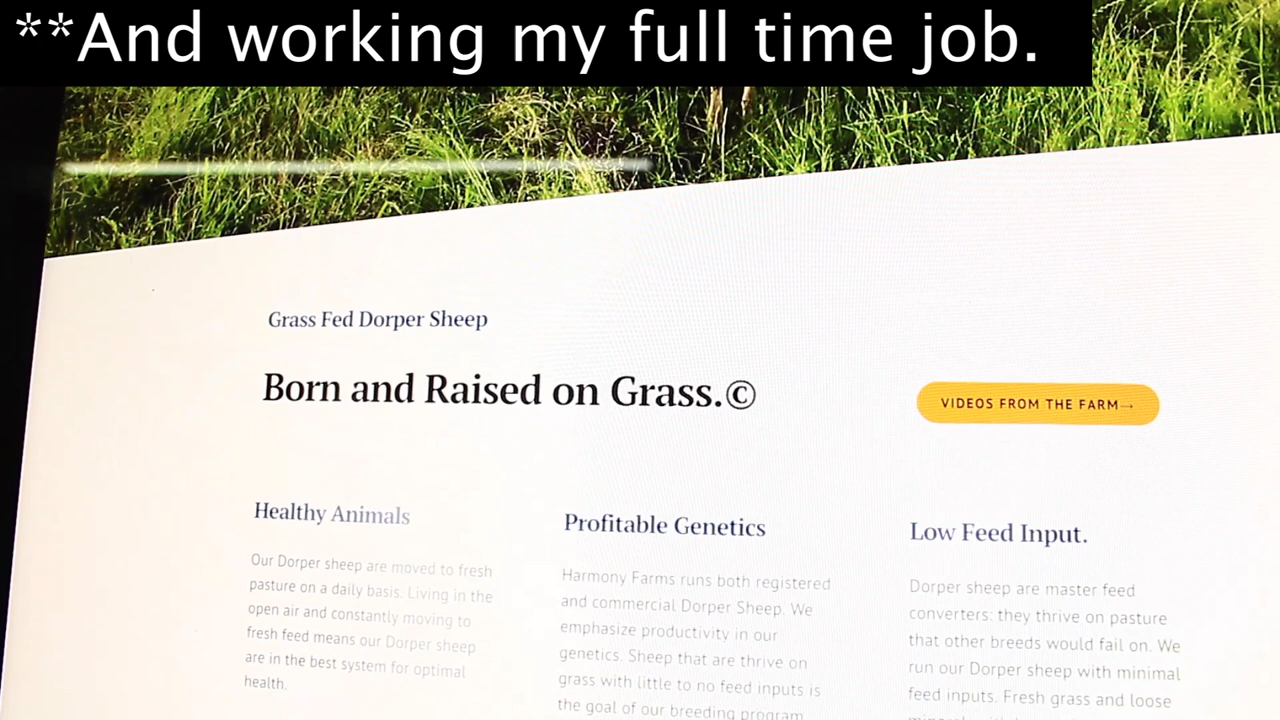 **And working my full time job.
Grass Fed Dorper Sheep
Born and Raised on Grass.©
VIDEOS FROM THE FARM→
Healthy Animals
Our Dorper sheep are moved to fresh
pasture on a daily basis. Living in the
open air and constantly moving to
fresh feed means our Dorper sheep
are in the best system for optimal
health.
Profitable Genetics
Harmony Farms runs both registered
and commercial Dorper Sheep. We
emphasize productivity in our
genetics. Sheep that are thrive on
grass with little to no feed inputs is
the goal of our breeding program
Low Feed Input.
Dorper sheep are master feed
converters: they thrive on pasture
that other breeds would fail on. We
run our Dorper sheep with minimal
feed inputs. Fresh grass and loose